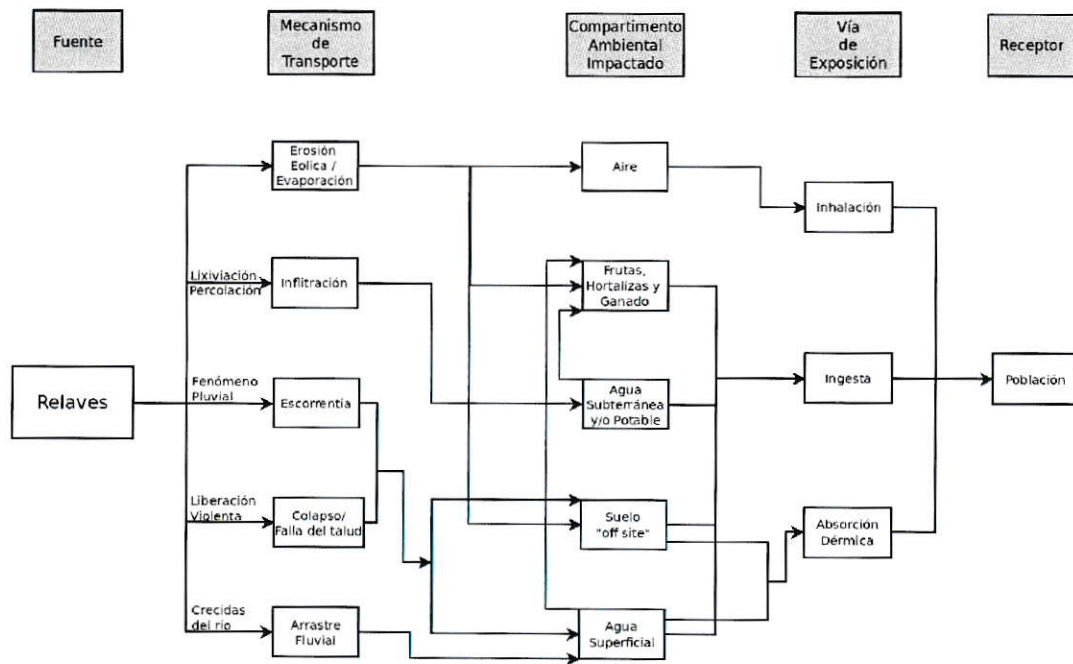 Fuente
Mecanismo
de
Transporte
Compartimento
Ambiental
Impactado
Vía
de
Exposición
Receptor
Erosión
Eolica /
Evaporación
Aire
Inhalación
Lixiviación
Percolación
Inflitración
Frutas,
Hortalizas y
Ganado
Relaves
Fenómeno
Pluvial
Escorrentía
Agua
Subterránea
y/o Potable
Ingesta
Población
Liberación
Violenta
Colapso/
Falla del talud
Suelo
"off site"
Absorción
Dérmica
Crecidas
del río
Arrastre
Fluvial
Agua
Superficial